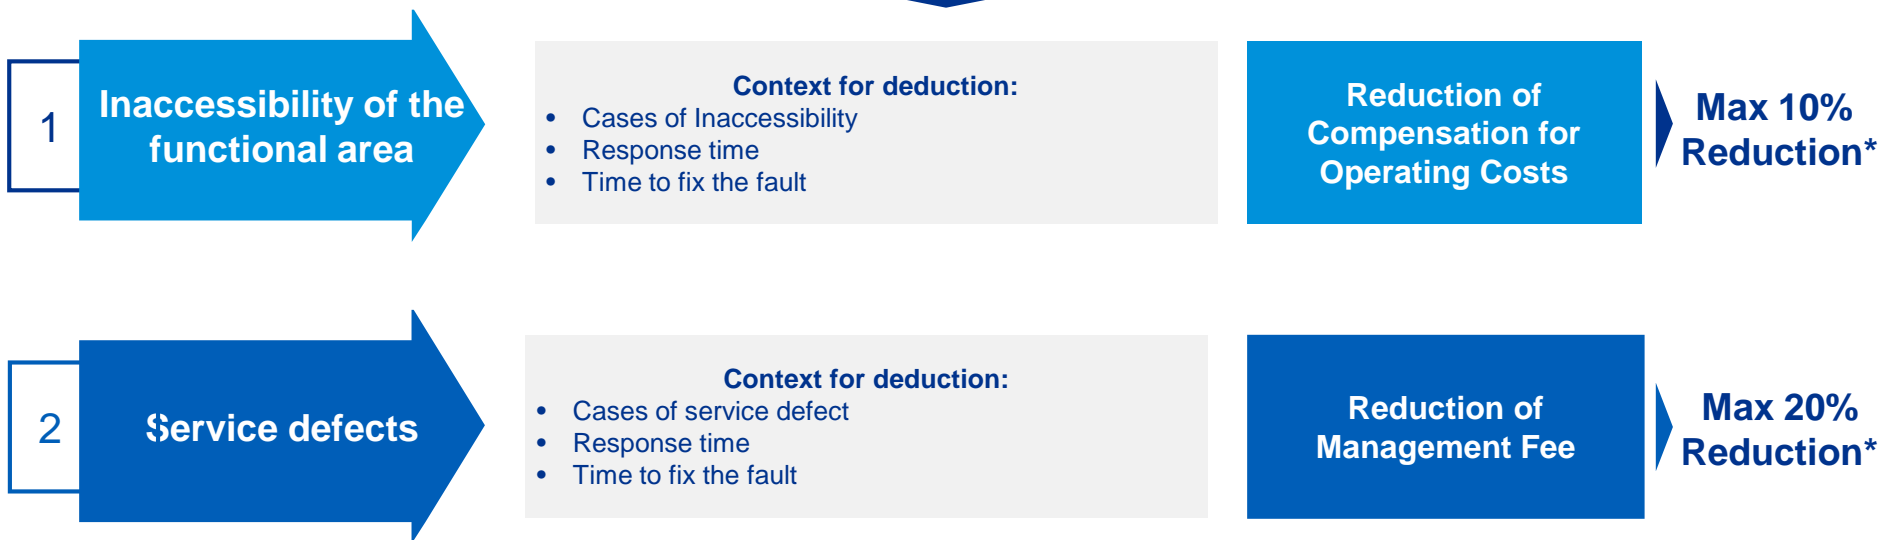 1
Inaccessibility of the
functional area
Context for deduction:
• Cases of Inaccessibility
• Response time
• Time to fix the fault
Reduction of
Compensation for
Operating Costs
Max 10%
Reduction*
2
Service defects
Context for deduction:
• Cases of service defect
• Response time
• Time to fix the fault
Reduction of
Management Fee
Max 20%
Reduction*